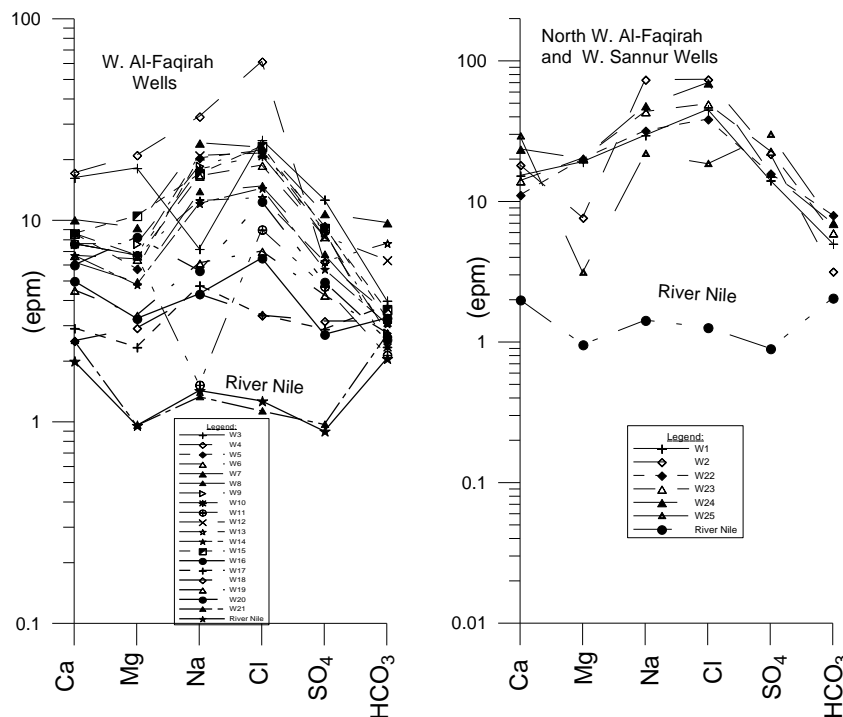 100
10
1
0.1
(epm)
W. Al-Faqirah
Wells
River Nile
Legend:
W3
W4
W5
W6
W7
W8
W9
W10
W11
W12
W13
W14
W15
W16
W17
W18
W19
W20
W21
River Nile
Ca
Mg
Na
Cl
SO4
HCO3
100
10
1
0.1
0.01
(epm)
North W. Al-Faqirah
and W. Sannur Wells
River Nile
Legend:
W1
W2
W22
W23
W24
W25
River Nile
Ca
Mg
Na
Cl
SO4
HCO3